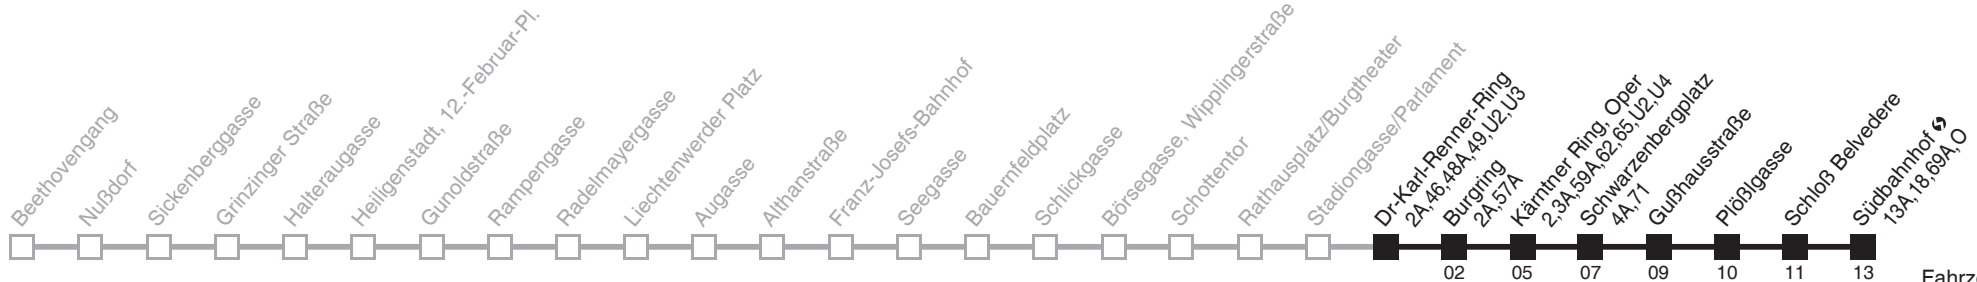 Beethovengang
Nußdorf
Sickenberggasse
Grinzinger Straße
Halteraugasse
Heiligenstadt, 12.-Februar-Pl.
Gunoldstraße
Rampengasse
Radelmayergasse
Liechtenwerder Platz
Augasse
Althanstraße
Franz-Josefs-Bahnhof
Seegasse
Bauernfeldplatz
Schlickgasse
Börsegasse, Wipplingerstraße
Schottentor
Rathausplatz/Burgtheater
Stadiongasse/Parlament
Dr-Karl-Renner-Ring
2A,46,48A,49,U2,U3
Burgring
2A,57A
Kärntner Ring, Oper
2,3A,59A,62,65,U2,U4
Schwarzenbergplatz
4A,71
Gußhausstraße
Plößlgasse
Schloß Belvedere
Südbahnhof
13A,18,69A,O
02 05 07 09 10 11 13